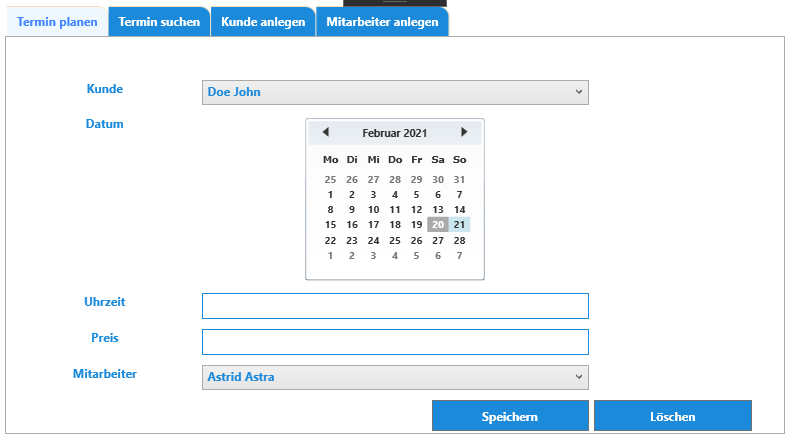 Termin planen Termin suchen Kunde anlegen Mitarbeiter anlegen
Kunde Doe John
Datum
Februar 2021
Mo Di Mi Do Fr Sa So
25 26 27 28 29 30 31
1 2 3 4 5 6 7
8 9 10 11 12 13 14
15 16 17 18 19 20 21
22 23 24 25 26 27 28
1 2 3 4 5 6 7
Uhrzeit
Preis
Mitarbeiter Astrid Astra
Speichern Löschen